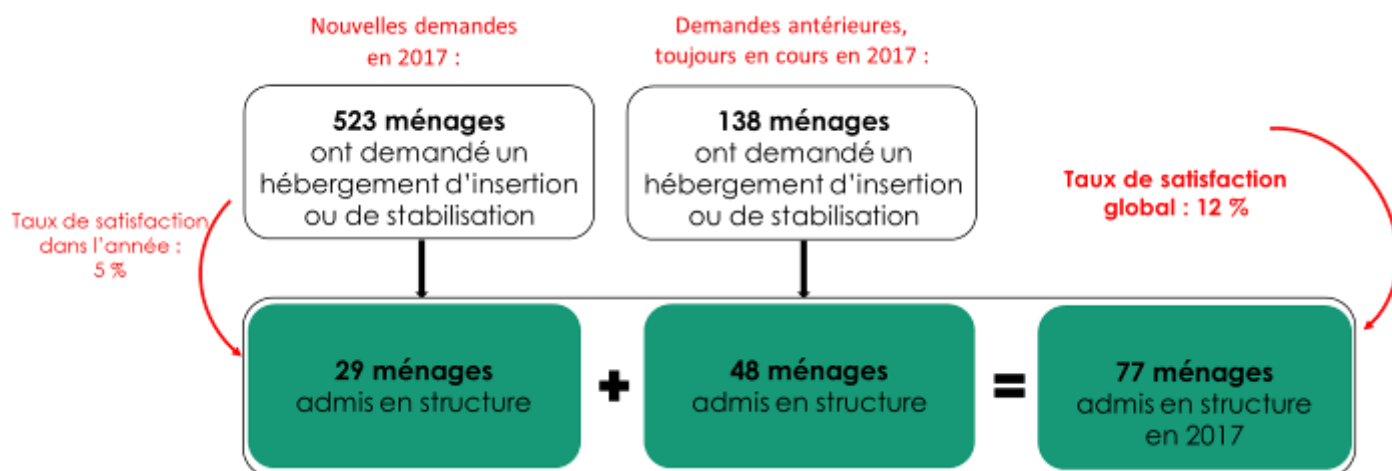 Nouvelles demandes
en 2017 :
Demandes antérieures,
toujours en cours en 2017 :
523 ménages
ont demandé un
hébergement d'insertion
ou de stabilisation
138 ménages
ont demandé un
hébergement d'insertion
ou de stabilisation
Taux de satisfaction
global : 12 %
Taux de satisfaction
dans l'année :
5 %
29 ménages
admis en structure
+
48 ménages
admis en structure
=
77 ménages
admis en structure
en 2017